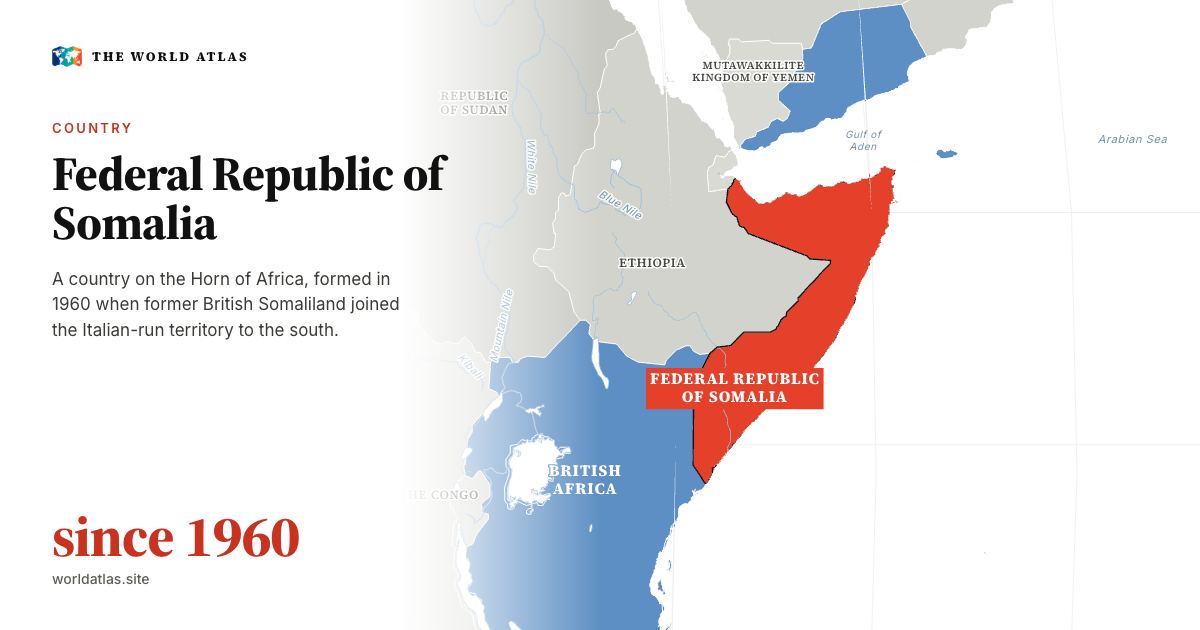 THE WORLD ATLAS
COUNTRY
Federal Republic of
Somalia
A country on the Horn of Africa, formed in
1960 when former British Somaliland joined
the Italian-run territory to the south.
since 1960
worldatlas.site
MUTAWAKKILITE
KINGDOM OF YEMEN
REPUBLIC
OF SUDAN
Gulf of
Aden
Arabian Sea
White Nile
Blue Nile
ETHIOPIA
Mountain Nile
Kibali
FEDERAL REPUBLIC
OF SOMALIA
BRITISH
AFRICA
HE CONGO